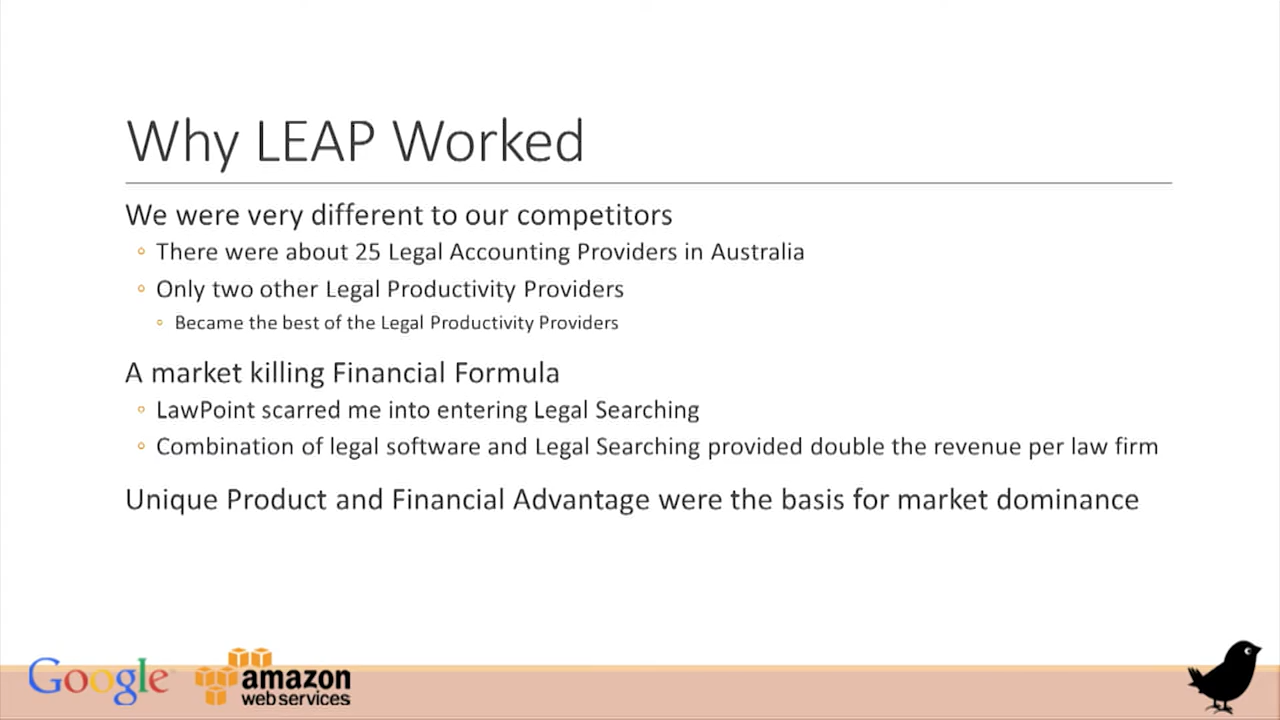 Why LEAP Worked
We were very different to our competitors
There were about 25 Legal Accounting Providers in Australia
Only two other Legal Productivity Providers
Became the best of the Legal Productivity Providers
A market killing Financial Formula
LawPoint scarred me into entering Legal Searching
Combination of legal software and Legal Searching provided double the revenue per law firm
Unique Product and Financial Advantage were the basis for market dominance
Google
amazon
web services